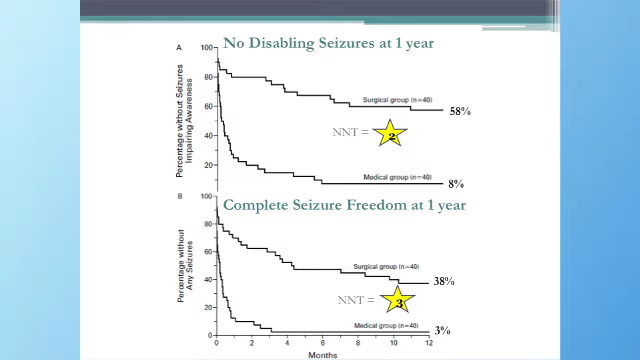 A
No Disabling Seizures at 1 year
Percentage without Seizures
Impairing Awareness
100
80
60
40
20
Surgical group (n=40)
58%
NNT = 2
Medical group (n=40)
8%
B
Complete Seizure Freedom at 1 year
Percentage without
Any Seizures
100
80
60
40
20
0
Surgical group (n=40)
38%
NNT = 3
Medical group (n=40)
3%
0 2 4 6 8 10 12
Months